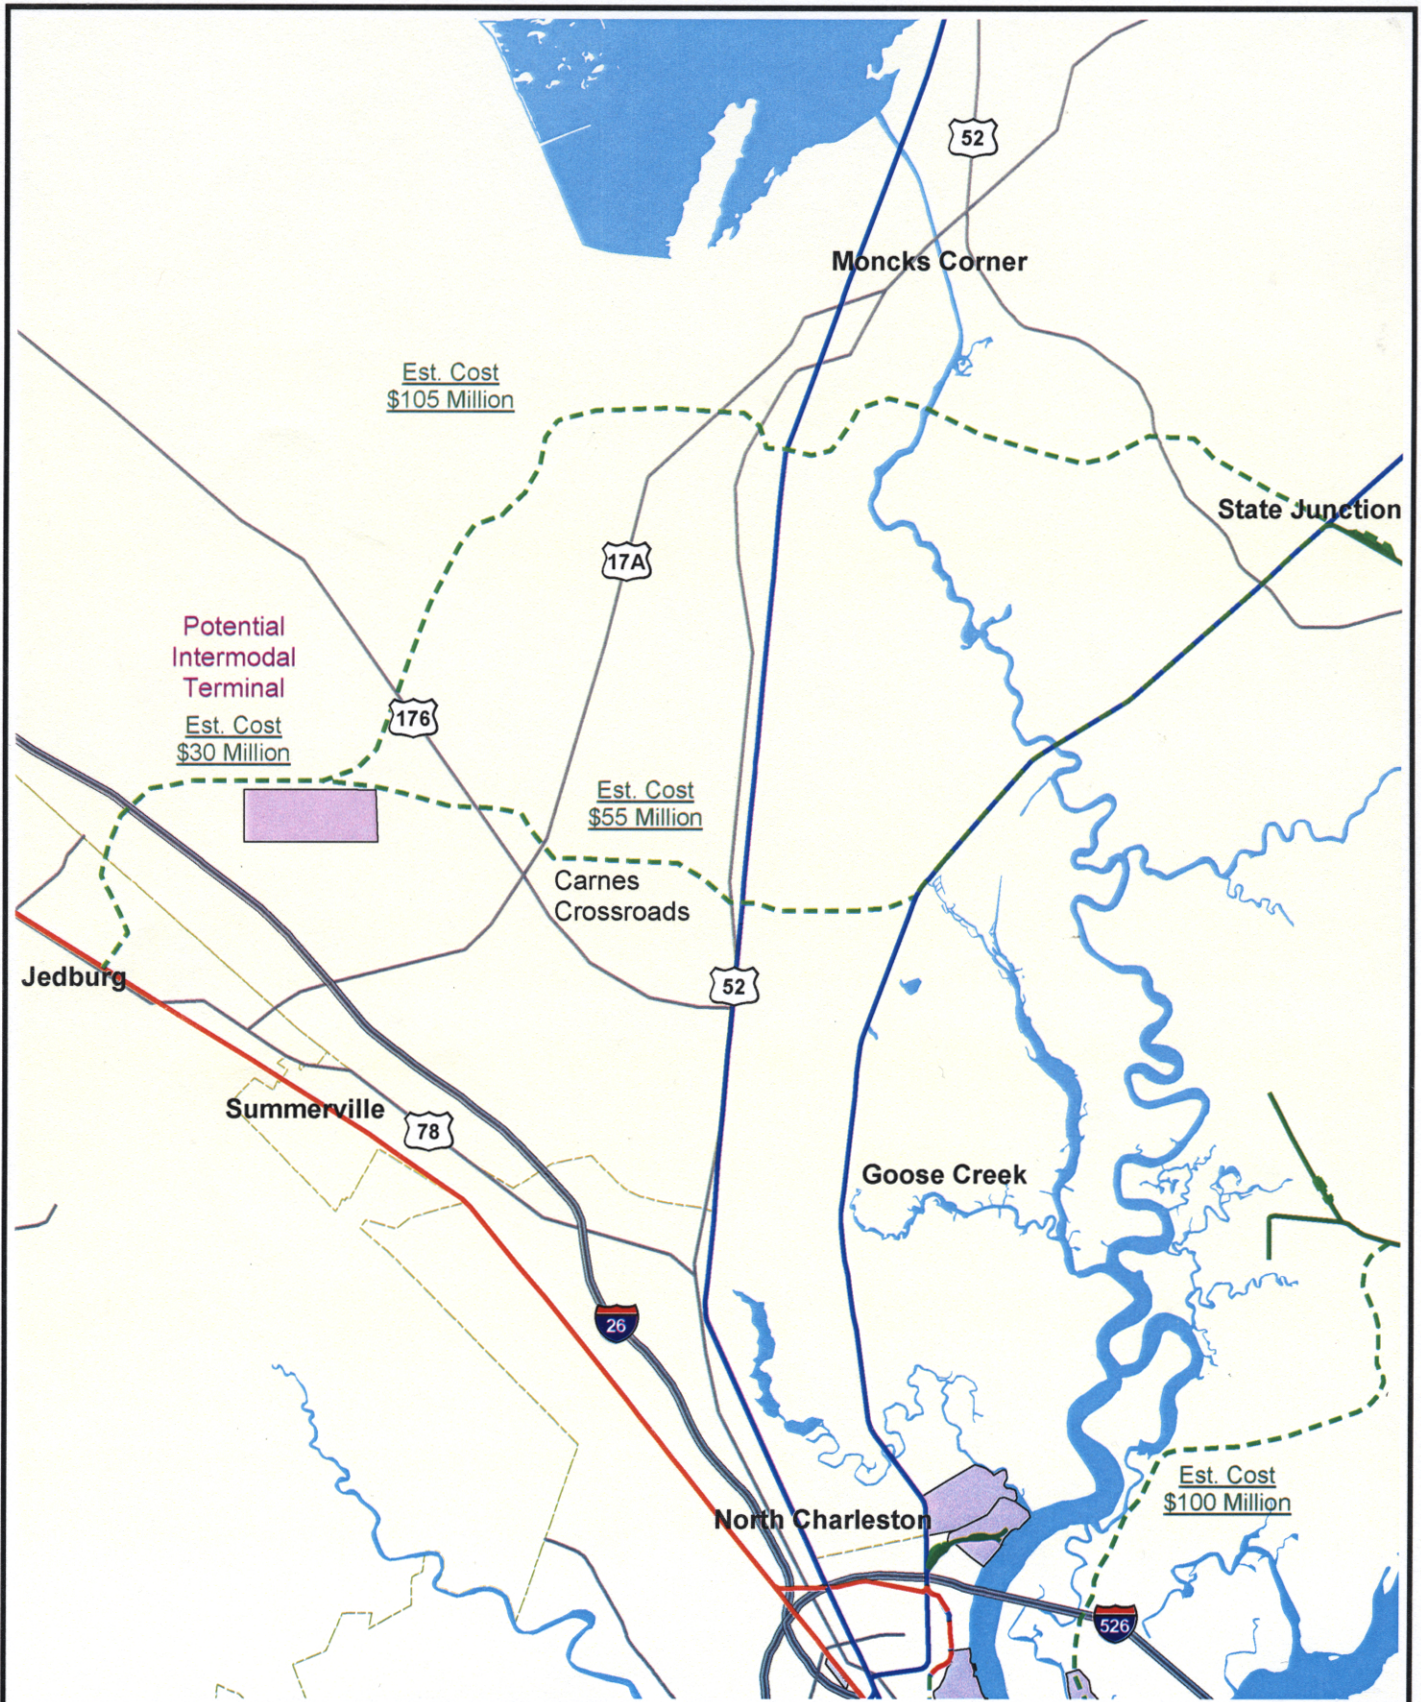 52
Moncks Corner
Est. Cost
$105 Million
State Junction
17A
Potential
Intermodal
Terminal
176
Est. Cost
$30 Million
Est. Cost
$55 Million
Carnes
Crossroads
Jedburg
52
Summerville
78
Goose Creek
26
Est. Cost
$100 Million
North Charleston
526